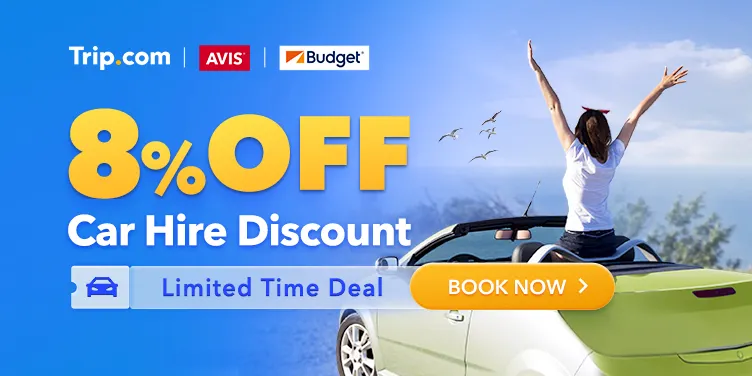 Trip.com | AVIS | Budget
8%OFF
Car Hire Discount
Limited Time Deal
BOOK NOW >